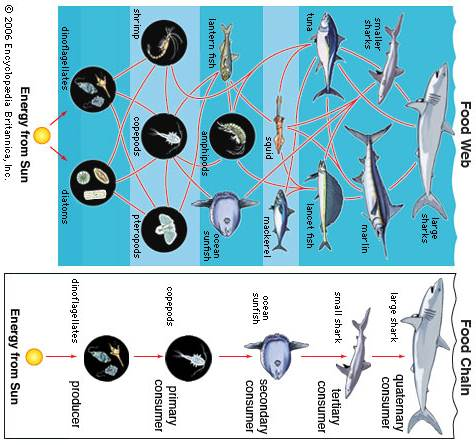 Food Web
smaller
sharks
large
sharks
tuna
marlin
lancet fish
squid
mackerel
lantern fish
amphipods
ocean
sunfish
shrimp
copepods
pteropods
dinoflagellates
diatoms
Energy from Sun
© 2006 Encyclopædia Britannica, Inc.
Food Chain
large shark
quaternary
consumer
small shark
tertiary
consumer
ocean
sunfish
secondary
consumer
copepods
primary
consumer
dinoflagellates
producer
Energy from Sun